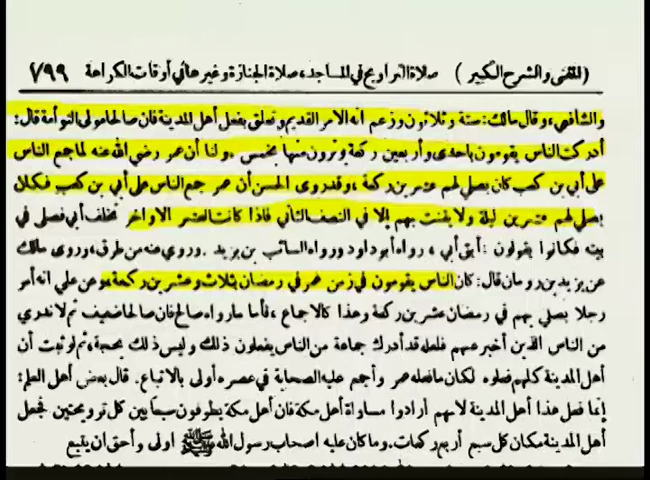 (المغنى والشرح الكبير) صلاة التراويح في المساجد، صلاة الجنازة وغيرها في أوقات الكراهة ٧٩٩
والشافعي، وقال مالك: ستة وثلاثون وزعم أنه الامر القديم وتعلق بفعل أهل المدينة فان صالحا مولى التوأمة قال:
أدركت الناس يقومون باحدى وأربعين ركعة يوترون منها بخمس. ولنا أن عمر رضي الله عنه لما جمع الناس
على أبي بن كعب كان يصلي لهم عشرين ركعة، وقد روى الحسن أن عمر جمع الناس على أبي بن كعب فكان
يصلي لهم عشرين ليلة ولا يقنت بهم إلا في النصف الثاني فاذا كانت العشر الاواخر تخلف أبي فصلى في
بيته فكانوا يقولون: أبق أبي، رواه أبو داود ورواه السائب بن يزيد. وروي عنه من طرق، وروى مالك
عن يزيد بن رومان قال: كان الناس يقومون في زمن عمر في رمضان بثلاث وعشرين ركعة، وعن علي انه أمر
رجلا يصلي بهم في رمضان عشرين ركعة وهذا كالاجماع، فأما ما رواه صالح فان صالحا ضعيف ثم لا ندري
من الناس الذين أخبر عنهم فلعله قد أدرك جماعة من الناس يفعلون ذلك وليس ذلك بحجة، ثم لو ثبت أن
أهل المدينة كلهم فعلوه لكان ما فعله عمر وأجمع عليه الصحابة في عصره أولى بالاتباع. قال بعض أهل العلم:
إنما فعل هذا أهل المدينة لانهم أرادوا مساواة أهل مكة فان أهل مكة يطوفون سبعا بين كل ترويحتين فجعل
أهل المدينة مكان كل سبع أربع ركعات. وما كان عليه اصحاب رسول الله ﷺ اولى وأحق ان يتبع